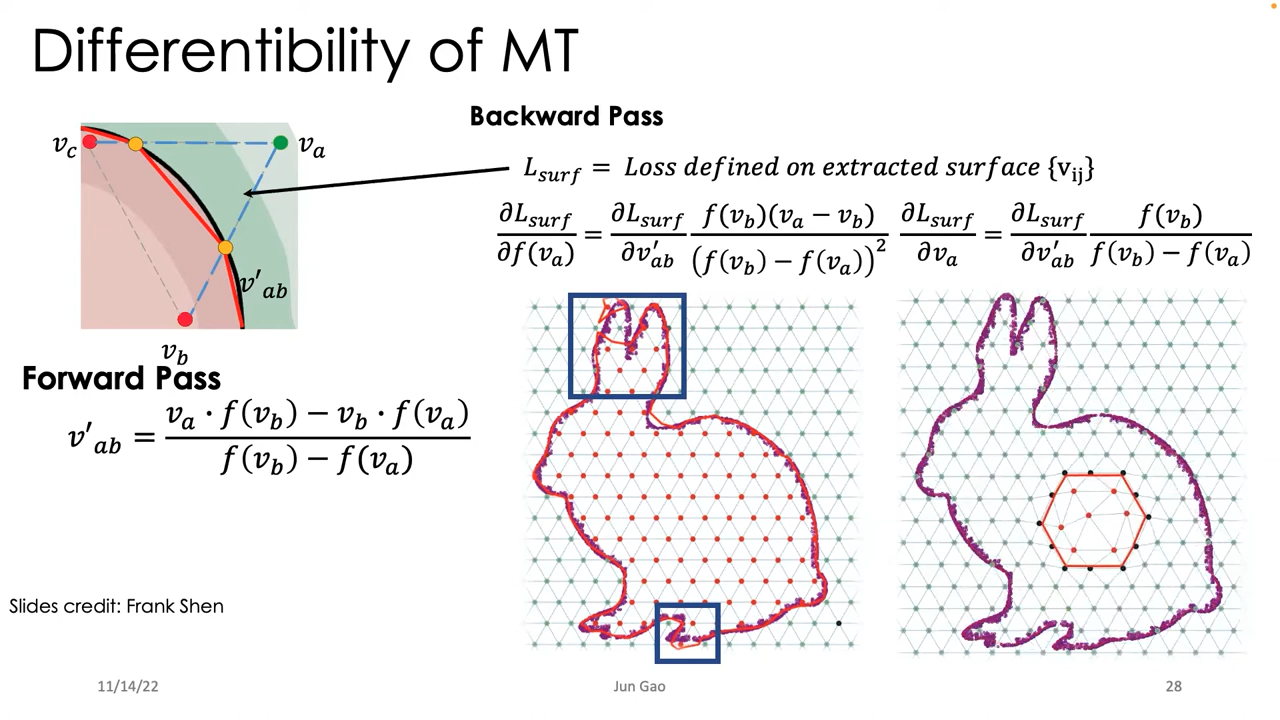 Differentibility of MT
Backward Pass
v_c
v_a
L_surf = Loss defined on extracted surface {v_ij}
∂L_surf/∂f(v_a) = ∂L_surf/∂v'_ab f(v_b)(v_a − v_b)/(f(v_b) − f(v_a))^2 ∂L_surf/∂v_a = ∂L_surf/∂v'_ab f(v_b)/f(v_b) − f(v_a)
v'_ab
v_b
Forward Pass
v'_ab = v_a · f(v_b) − v_b · f(v_a)/f(v_b) − f(v_a)
Slides credit: Frank Shen
11/14/22
Jun Gao
28